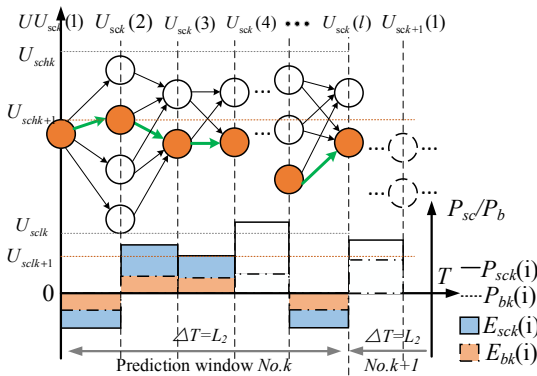 UU_sck(1) U_sck(2) U_sck(3) U_sck(4) ••• U_sck(l) U_sck+1(1)
U_schk
U_schk+1
... ... ... ...
... ...
U_sclk
P_sc/P_b
U_sclk+1
T
P_sck(i)
0
P_bk(i)
E_sck(i)
△T=L_2 △T=L_2
E_bk(i)
Prediction window No.k No.k+1